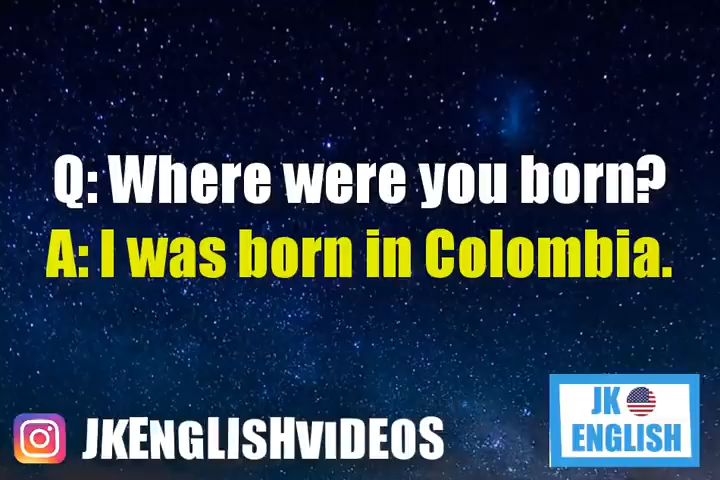 Q: Where were you born?
A: I was born in Colombia.
JKENGLISHVIDEOS
JK
ENGLISH